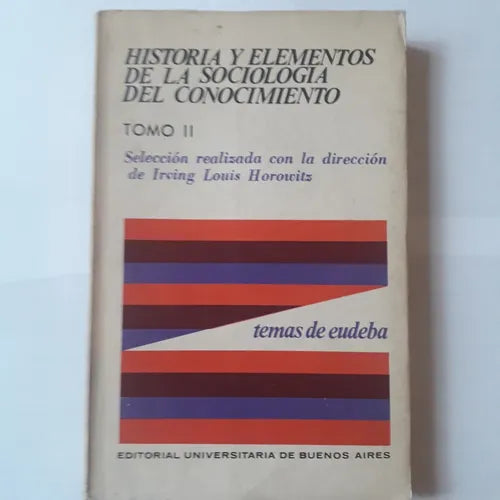 HISTORIA Y ELEMENTOS
DE LA SOCIOLOGIA
DEL CONOCIMIENTO
TOMO II
Selección realizada con la dirección
de Irving Louis Horowitz
temas de eudeba
EDITORIAL UNIVERSITARIA DE BUENOS AIRES